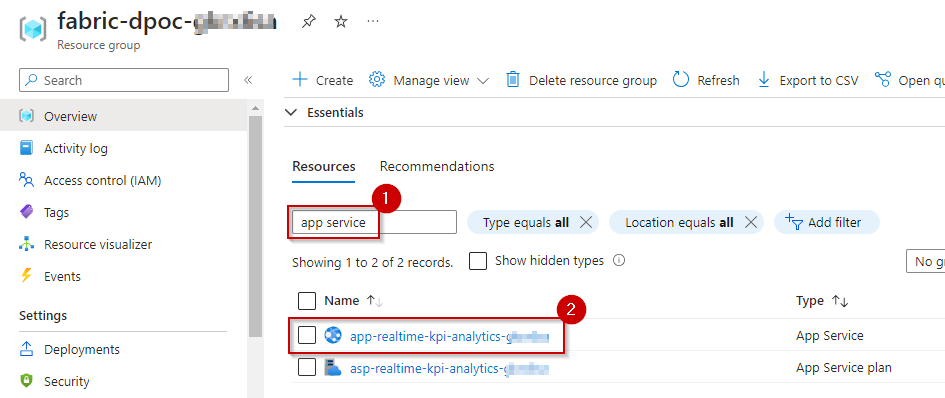 fabric-dpoc-
Resource group
Search
Create
Manage view
Delete resource group
Refresh
Export to CSV
Open qu
Overview
Essentials
Activity log
Access control (IAM)
Resources
Recommendations
Tags
1
app service
Type equals all
Location equals all
Add filter
Resource visualizer
Showing 1 to 2 of 2 records.
Show hidden types
No gr
Events
Name
Type
2
Settings
app-realtime-kpi-analytics-
App Service
Deployments
asp-realtime-kpi-analytics-
App Service plan
Security